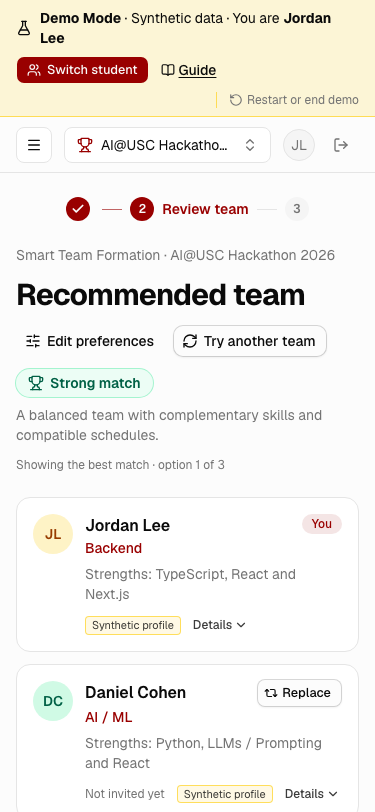 Demo Mode · Synthetic data · You are Jordan
Lee
Switch student
Guide
Restart or end demo
AI@USC Hackatho...
JL
2 Review team
3
Smart Team Formation · AI@USC Hackathon 2026
Recommended team
Edit preferences
Try another team
Strong match
A balanced team with complementary skills and
compatible schedules.
Showing the best match · option 1 of 3
JL
Jordan Lee
You
Backend
Strengths: TypeScript, React and
Next.js
Synthetic profile
Details
DC
Daniel Cohen
Replace
AI / ML
Strengths: Python, LLMs / Prompting
and React
Not invited yet
Synthetic profile
Details